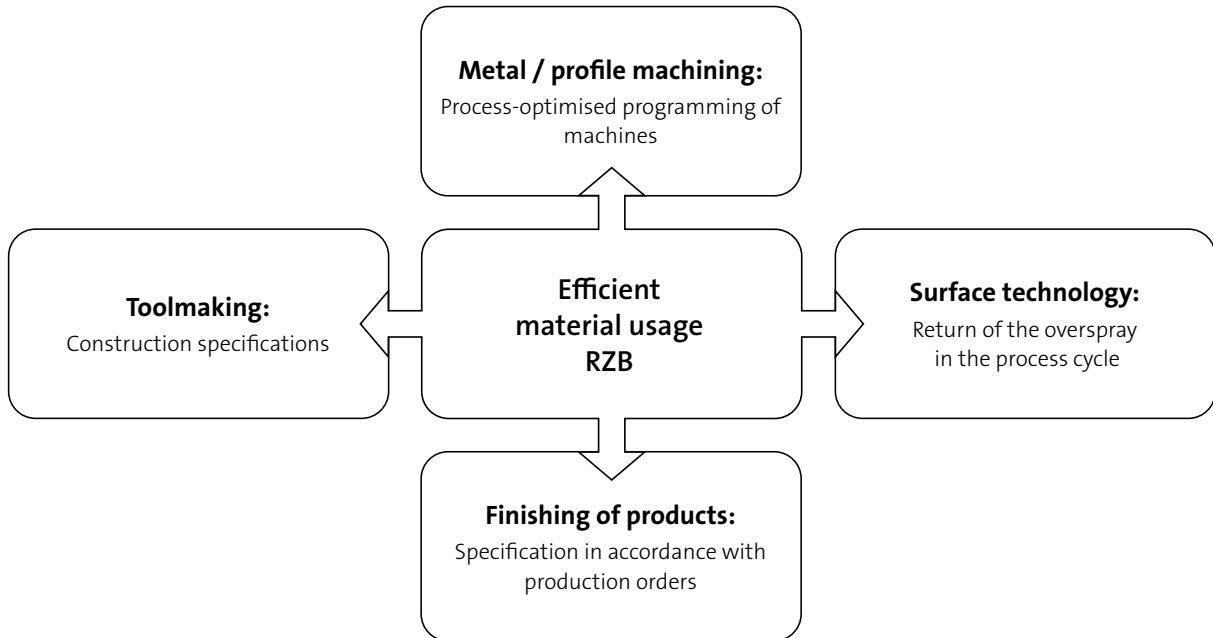 Metal / profile machining:
Process-optimised programming of
machines
Toolmaking:
Construction specifications
Efficient
material usage
RZB
Surface technology:
Return of the overspray
in the process cycle
Finishing of products:
Specification in accordance with
production orders